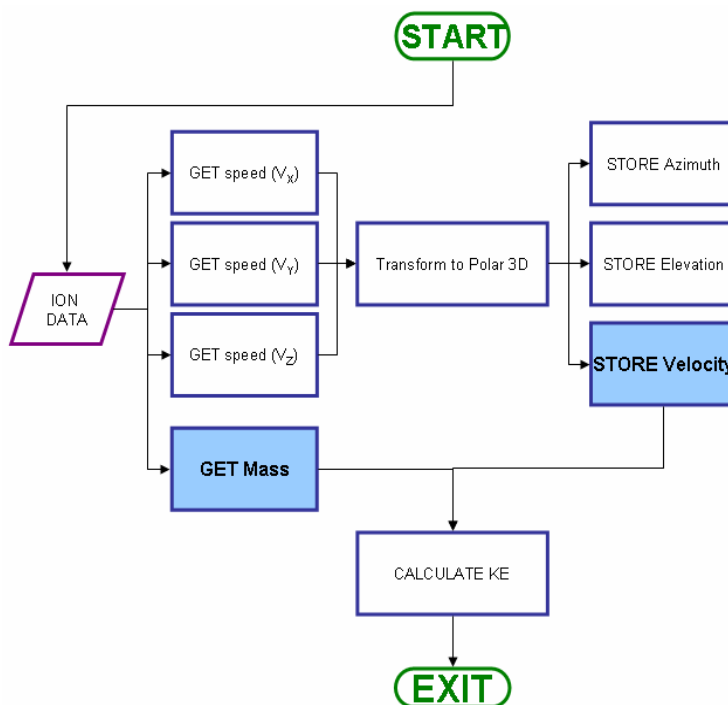 START
GET speed (VX)
STORE Azimuth
GET speed (VY)
Transform to Polar 3D
STORE Elevation
ION
DATA
GET speed (VZ)
STORE Velocity
GET Mass
CALCULATE KE
EXIT